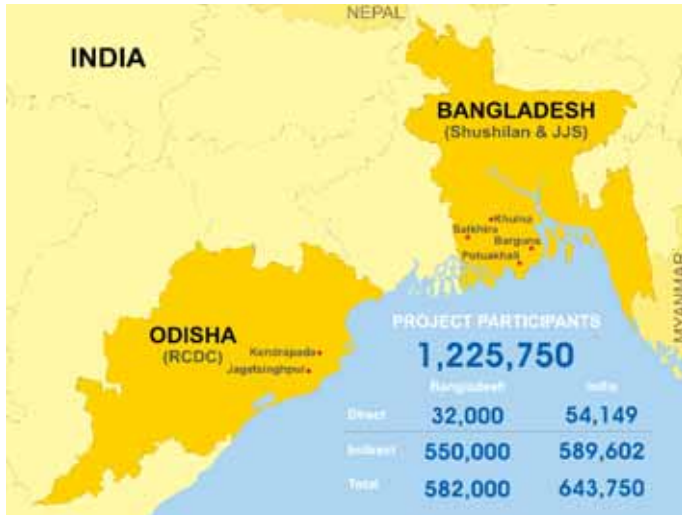 NEPAL
INDIA
BANGLADESH
(Shushilan & JJS)
Khulna
Satkhira
Barguna
Potuakhali
MYANMAR
ODISHA
(RCDC)
Kendrapada
Jagatsinghpur
PROJECT PARTICIPANTS
1,225,750
Bangladesh India
Direct 32,000 54,149
Indirect 550,000 589,602
Total 582,000 643,750